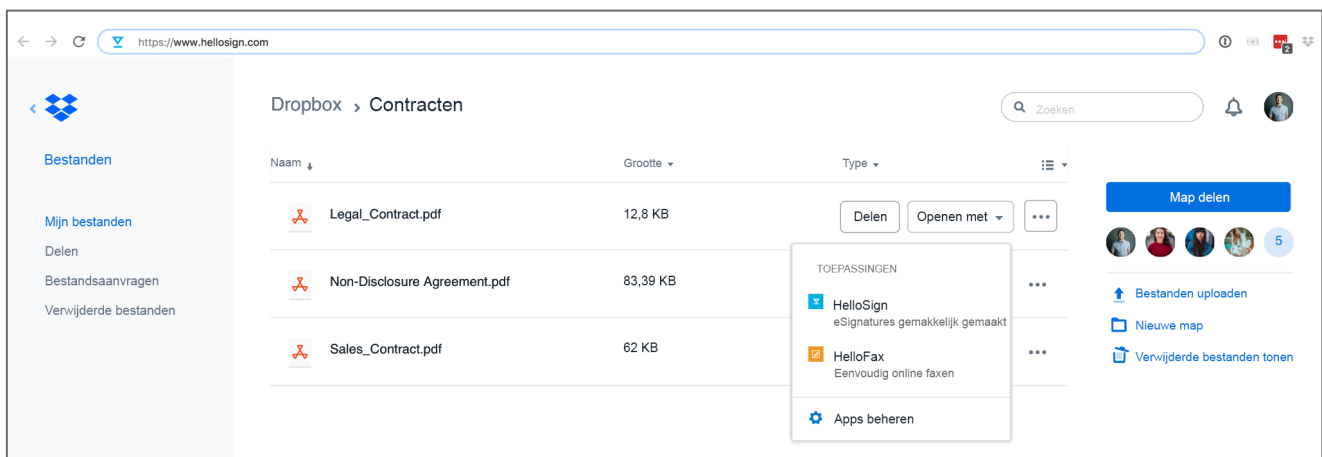 https://www.hellosign.com
2
Dropbox › Contracten
Zoeken
Bestanden
Naam
Grootte
Type
Mijn bestanden
Delen
Bestandsaanvragen
Verwijderde bestanden
Legal_Contract.pdf
12,8 KB
Delen
Openen met
Non-Disclosure Agreement.pdf
83,39 KB
Sales_Contract.pdf
62 KB
TOEPASSINGEN
HelloSign
eSignatures gemakkelijk gemaakt
HelloFax
Eenvoudig online faxen
Apps beheren
Map delen
5
Bestanden uploaden
Nieuwe map
Verwijderde bestanden tonen